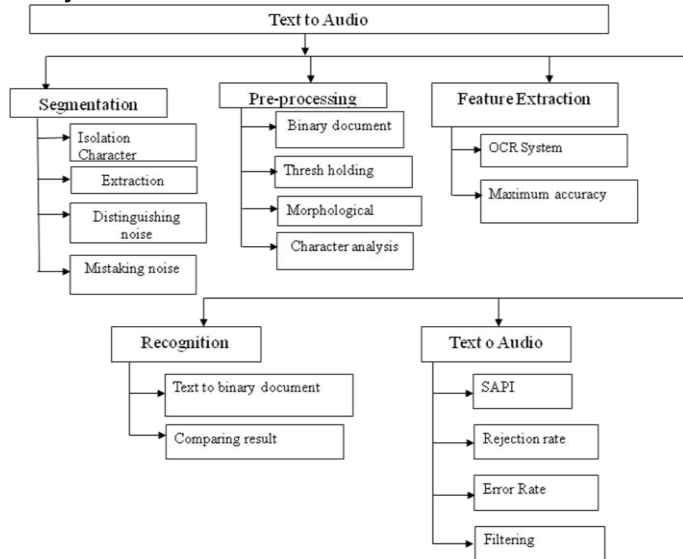 Text to Audio
Segmentation
Pre-processing
Feature Extraction
Isolation
Character
Extraction
Distinguishing
noise
Mistaking noise
Binary document
Thresh holding
Morphological
Character analysis
OCR System
Maximum accuracy
Recognition
Text o Audio
Text to binary document
Comparing result
SAPI
Rejection rate
Error Rate
Filtering